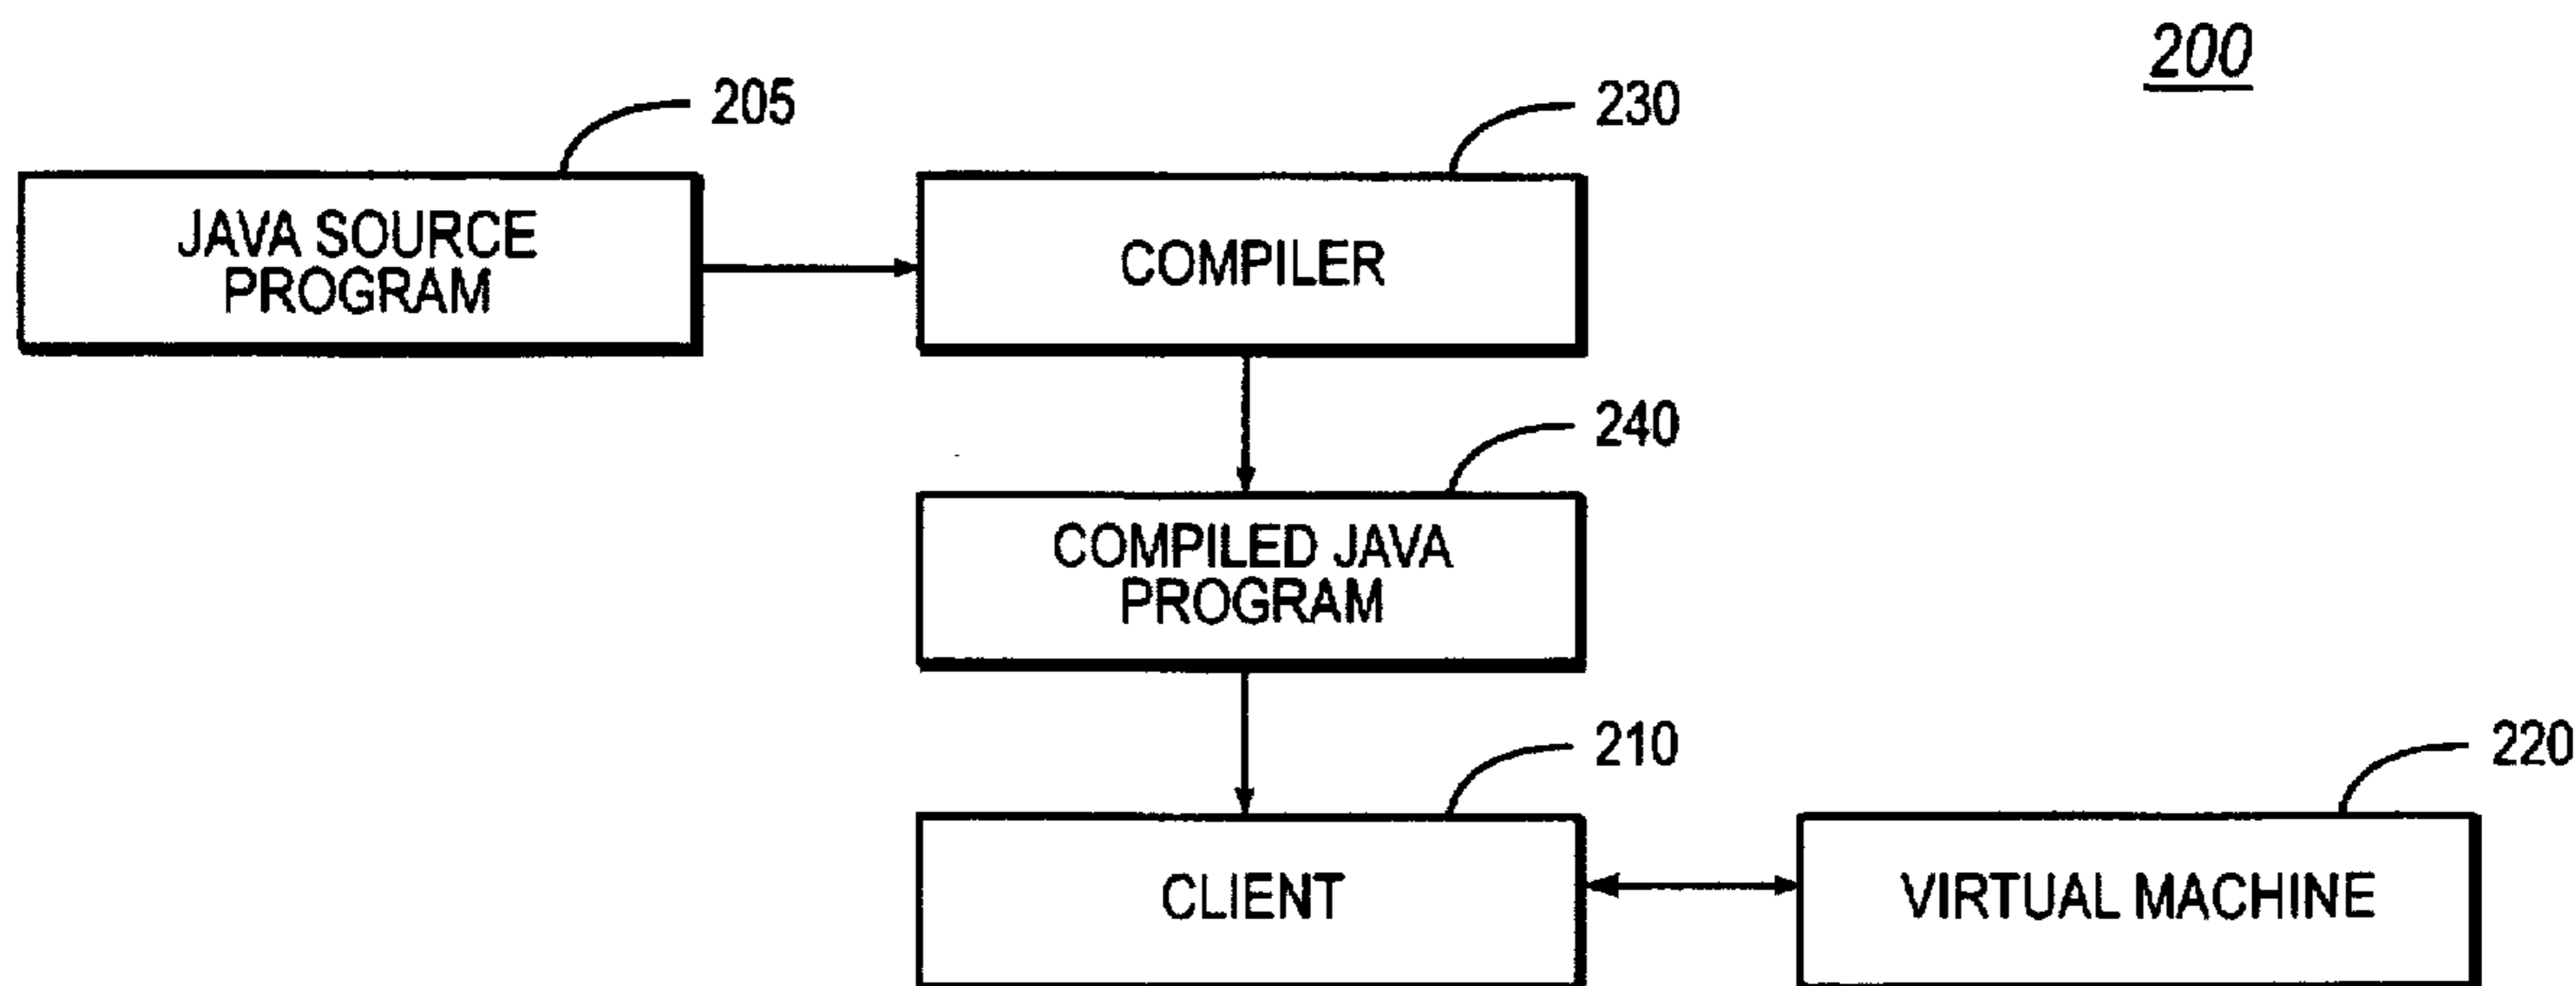 200
205
230
JAVA SOURCE
PROGRAM
COMPILER
240
COMPILED JAVA
PROGRAM
210
220
CLIENT
VIRTUAL MACHINE